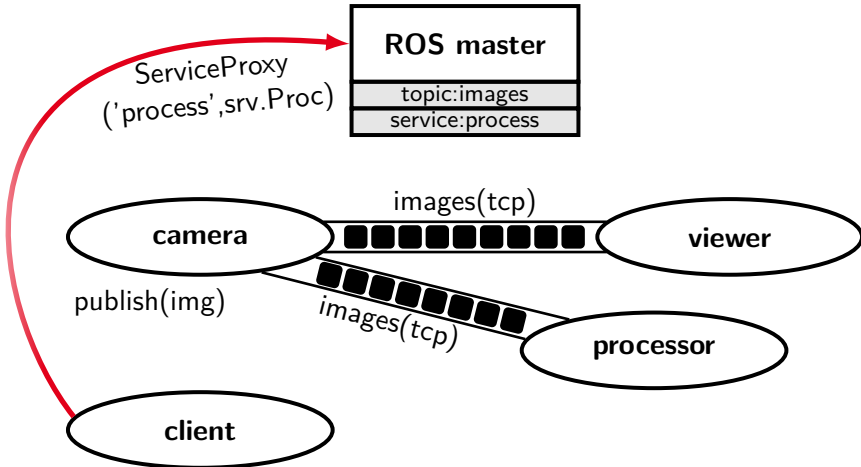 ROS master
topic:images
service:process
ServiceProxy
('process',srv.Proc)
images(tcp)
camera
viewer
publish(img)
images(tcp)
processor
client